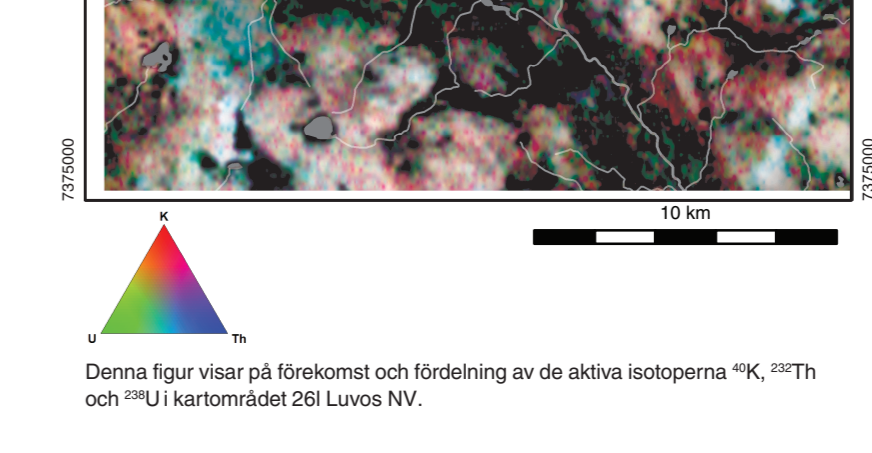 7375000
7375000
10 km
K
U
Th
Denna figur visar på förekomst och fördelning av de aktiva isotoperna ⁴⁰K, ²³²Th
och ²³⁸U i kartområdet 26I Luvos NV.